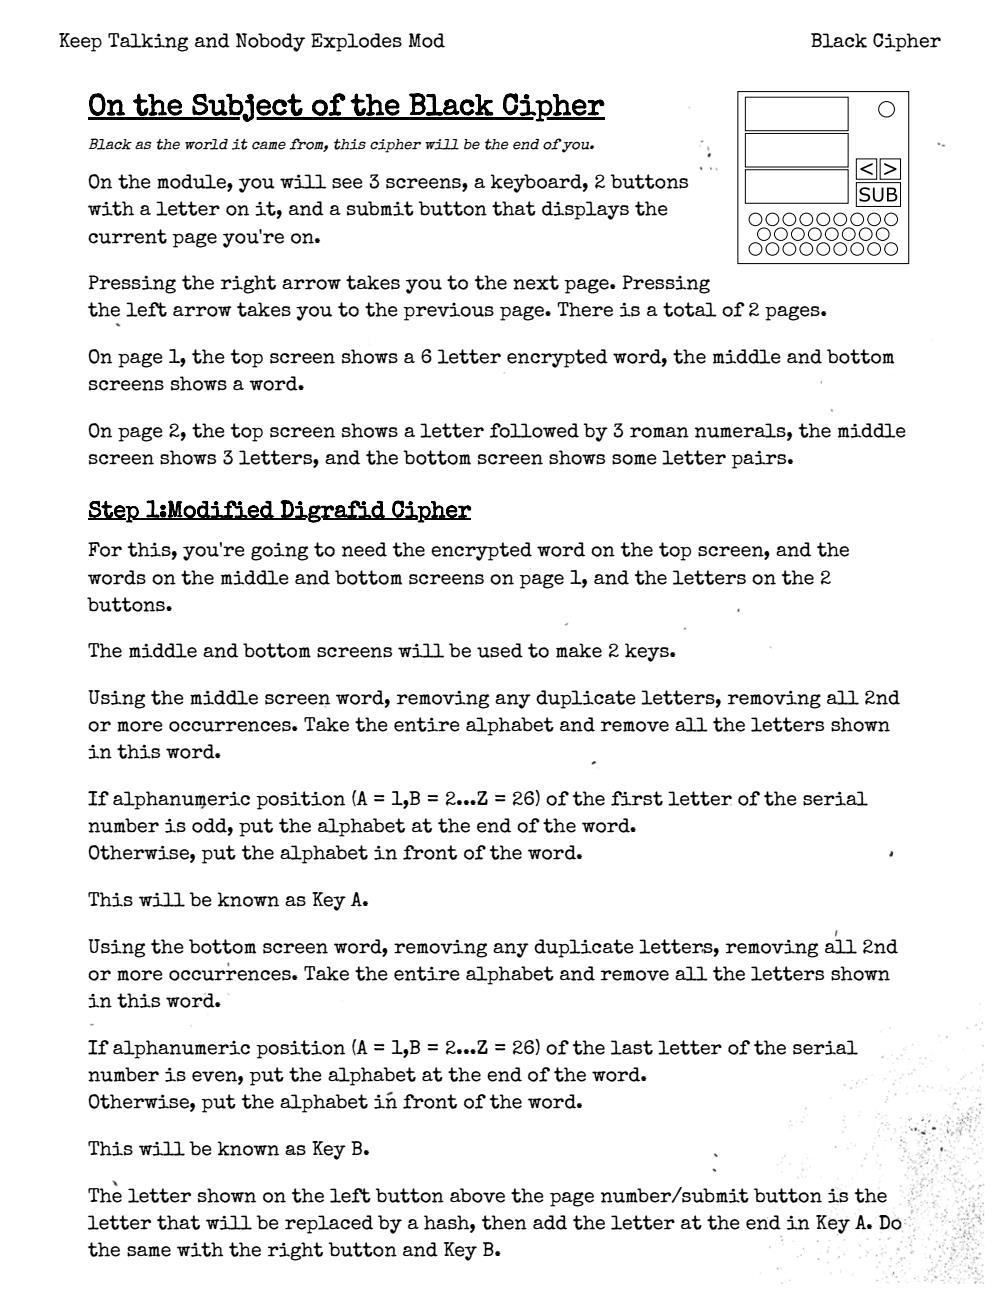 Keep Talking and Nobody Explodes Mod
Black Cipher
On the Subject of the Black Cipher
Black as the world it came from, this cipher will be the end of you.
On the module, you will see 3 screens, a keyboard, 2 buttons
with a letter on it, and a submit button that displays the
current page you're on.
< >
SUB
Pressing the right arrow takes you to the next page. Pressing
the left arrow takes you to the previous page. There is a total of 2 pages.
On page 1, the top screen shows a 6 letter encrypted word, the middle and bottom
screens shows a word.
On page 2, the top screen shows a letter followed by 3 roman numerals, the middle
screen shows 3 letters, and the bottom screen shows some letter pairs.
Step 1:Modified Digrafid Cipher
For this, you're going to need the encrypted word on the top screen, and the
words on the middle and bottom screens on page 1, and the letters on the 2
buttons.
The middle and bottom screens will be used to make 2 keys.
Using the middle screen word, removing any duplicate letters, removing all 2nd
or more occurrences. Take the entire alphabet and remove all the letters shown
in this word.
If alphanumeric position (A = 1,B = 2...Z = 26) of the first letter of the serial
number is odd, put the alphabet at the end of the word.
Otherwise, put the alphabet in front of the word.
This will be known as Key A.
Using the bottom screen word, removing any duplicate letters, removing all 2nd
or more occurrences. Take the entire alphabet and remove all the letters shown
in this word.
If alphanumeric position (A = 1,B = 2...Z = 26) of the last letter of the serial
number is even, put the alphabet at the end of the word.
Otherwise, put the alphabet in front of the word.
This will be known as Key B.
The letter shown on the left button above the page number/submit button is the
letter that will be replaced by a hash, then add the letter at the end in Key A. Do
the same with the right button and Key B.